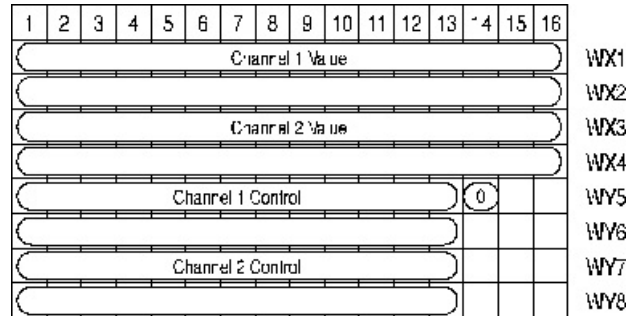 1 2 3 4 5 6 7 8 9 10 11 12 13 14 15 16
Channel 1 Value WX1
WX2
Channel 2 Value WX3
WX4
Channel 1 Control 0 WY5
WY6
Channel 2 Control WY7
WY8